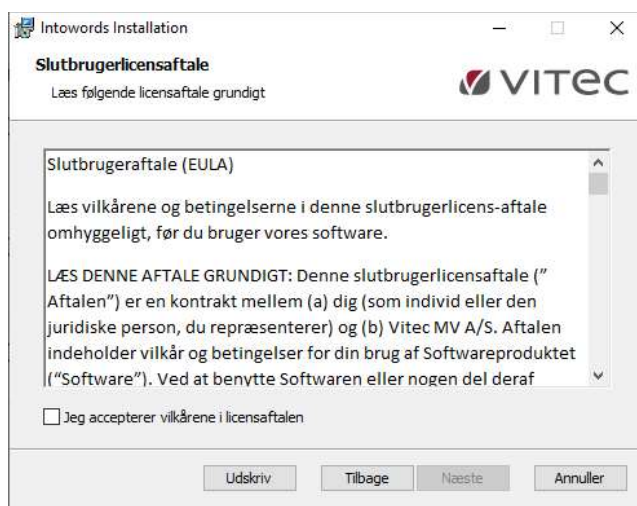 Intowords Installation
Slutbrugerlicensaftale
Læs følgende licensaftale grundigt
VITEC
Slutbrugeraftale (EULA)
Læs vilkårene og betingelserne i denne slutbrugerlicens-aftale
omhyggeligt, før du bruger vores software.
LÆS DENNE AFTALE GRUNDIGT: Denne slutbrugerlicensaftale (”
Aftalen”) er en kontrakt mellem (a) dig (som individ eller den
juridiske person, du repræsenterer) og (b) Vitec MV A/S. Aftalen
indeholder vilkår og betingelser for din brug af Softwareproduktet
(“Software”). Ved at benytte Softwaren eller nogen del deraf
Jeg accepterer vilkårene i licensaftalen
Udskriv Tilbage Næste Annuller